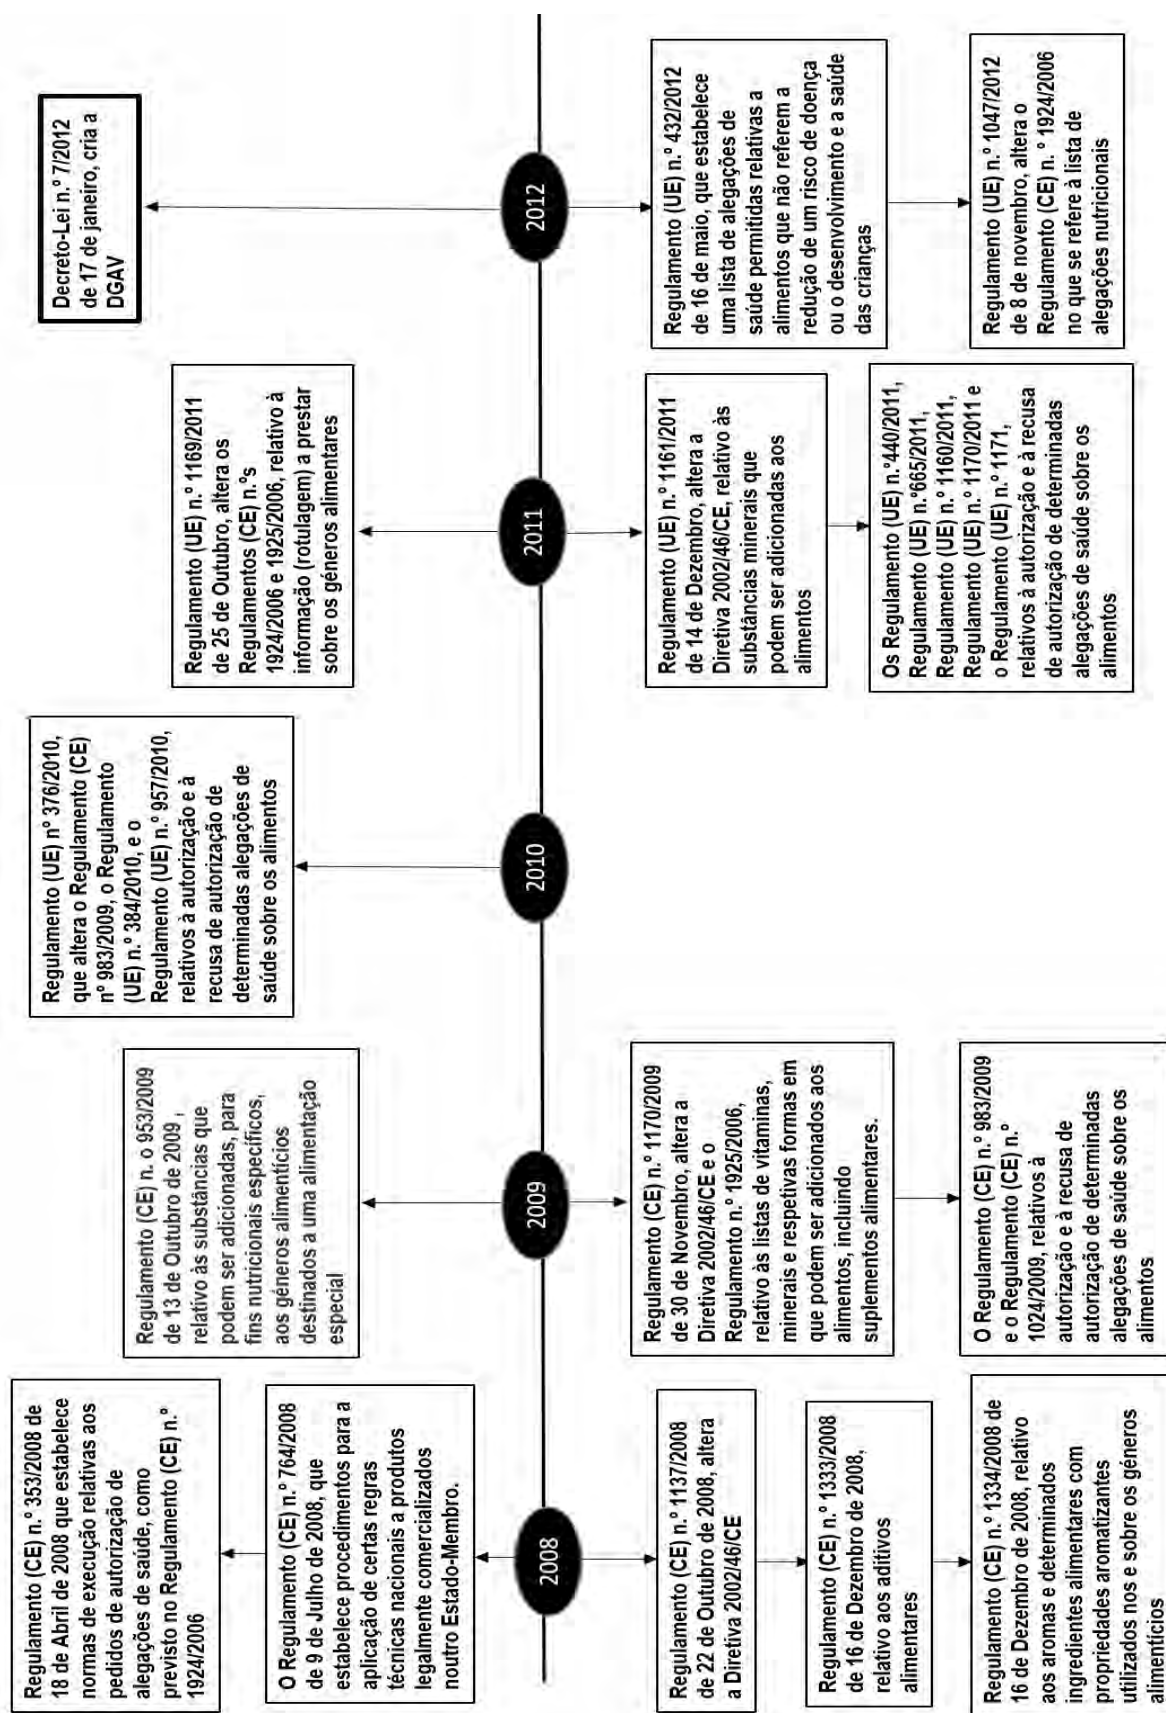 Regulamento (CE) n.º 353/2008 de
18 de Abril de 2008 que estabelece
normas de execução relativas aos
pedidos de autorização de
alegações de saúde, como
previsto no Regulamento (CE) n.º
1924/2006
O Regulamento (CE) n.º 764/2008
de 9 de Julho de 2008, que
estabelece procedimentos para a
aplicação de certas regras
técnicas nacionais a produtos
legalmente comercializados
noutro Estado-Membro.
2008
Regulamento (CE) n.º 1137/2008
de 22 de Outubro de 2008, altera
a Diretiva 2002/46/CE
Regulamento (CE) n.º 1333/2008
de 16 de Dezembro de 2008,
relativo aos aditivos
alimentares
Regulamento (CE) n.º 1334/2008 de
16 de Dezembro de 2008, relativo
aos aromas e determinados
ingredientes alimentares com
propriedades aromatizantes
utilizados nos e sobre os géneros
alimentícios
Regulamento (CE) n. o 953/2009
de 13 de Outubro de 2009 ,
relativo às substâncias que
podem ser adicionadas, para
fins nutricionais específicos,
aos géneros alimentícios
destinados a uma alimentação
especial
2009
Regulamento (CE) n.º 1170/2009
de 30 de Novembro, altera a
Diretiva 2002/46/CE e o
Regulamento n.º 1925/2006,
relativo às listas de vitaminas,
minerais e respetivas formas em
que podem ser adicionados aos
alimentos, incluindo
suplementos alimentares.
O Regulamento (CE) n.º 983/2009
e o Regulamento (CE) n.º
1024/2009, relativos à
autorização e à recusa de
autorização de determinadas
alegações de saúde sobre os
alimentos
Regulamento (UE) nº 376/2010,
que altera o Regulamento (CE)
nº 983/2009, o Regulamento
(UE) n.º 384/2010, e o
Regulamento (UE) n.º 957/2010,
relativos à autorização e à
recusa de autorização de
determinadas alegações de
saúde sobre os alimentos
2010
Regulamento (UE) n.º 1169/2011
de 25 de Outubro, altera os
Regulamentos (CE) n.ºs
1924/2006 e 1925/2006, relativo à
informação (rotulagem) a prestar
sobre os géneros alimentares
2011
Regulamento (UE) n.º 1161/2011
de 14 de Dezembro, altera a
Diretiva 2002/46/CE, relativo às
substâncias minerais que
podem ser adicionadas aos
alimentos
Os Regulamento (UE) n.º440/2011,
Regulamento (UE) n.º665/2011,
Regulamento (UE) n.º 1160/2011,
Regulamento (UE) n.º 1170/2011 e
o Regulamento (UE) n.º 1171,
relativos à autorização e à recusa
de autorização de determinadas
alegações de saúde sobre os
alimentos
Decreto-Lei n.º 7/2012
de 17 de janeiro, cria a
DGAV
2012
Regulamento (UE) n.º 432/2012
de 16 de maio, que estabelece
uma lista de alegações de
saúde permitidas relativas a
alimentos que não referem a
redução de um risco de doença
ou o desenvolvimento e a saúde
das crianças
Regulamento (UE) n.º 1047/2012
de 8 de novembro, altera o
Regulamento (CE) n.º 1924/2006
no que se refere à lista de
alegações nutricionais